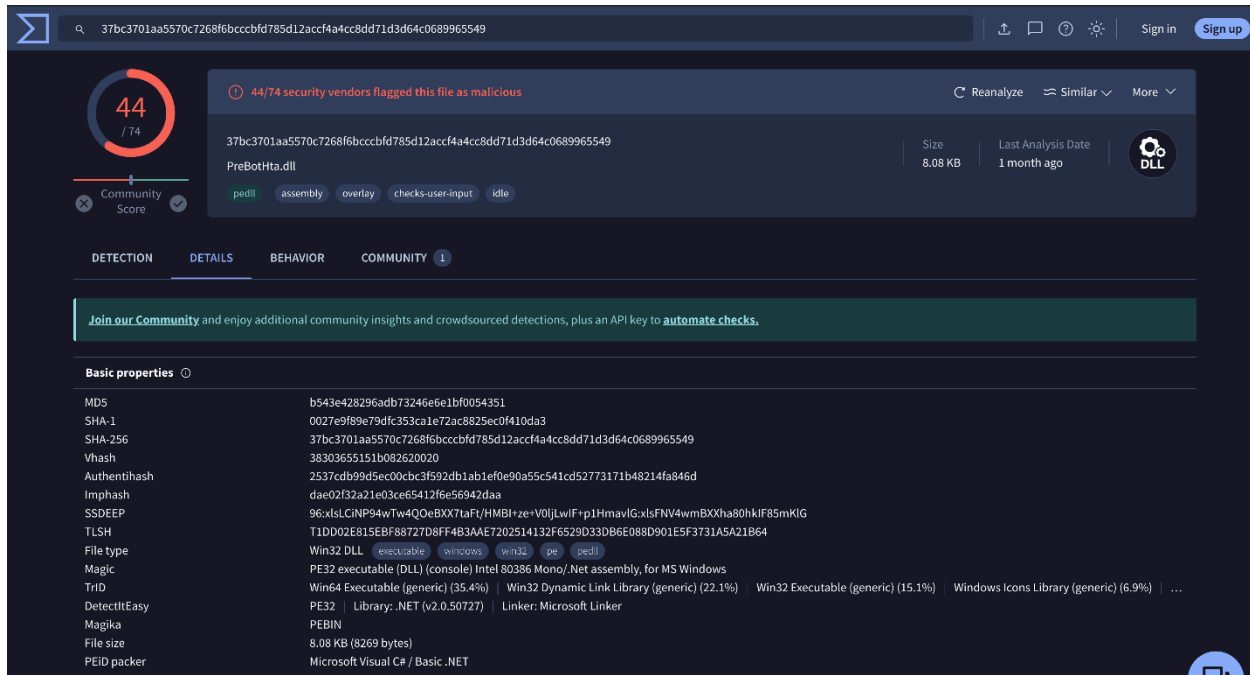 37bc3701aa5570c7268f6bcccbfd785d12accf4a4cc8dd71d3d64c0689965549
Sign in
Sign up
44
/ 74
Community
Score
44/74 security vendors flagged this file as malicious
Reanalyze
Similar
More
37bc3701aa5570c7268f6bcccbfd785d12accf4a4cc8dd71d3d64c0689965549
PreBotHta.dll
pedll assembly overlay checks-user-input idle
Size
8.08 KB
Last Analysis Date
1 month ago
DLL
DETECTION DETAILS BEHAVIOR COMMUNITY 1
Join our Community and enjoy additional community insights and crowdsourced detections, plus an API key to automate checks.
Basic properties
MD5 b543e428296adb73246e6e1bf0054351
SHA-1 0027e9f89e79dfc353ca1e72ac8825ec0f410da3
SHA-256 37bc3701aa5570c7268f6bcccbfd785d12accf4a4cc8dd71d3d64c0689965549
Vhash 38303655151b082620020
Authentihash 2537cdb99d5ec00cbc3f592db1ab1ef0e90a55c541cd52773171b48214fa846d
Imphash dae02f32a21e03ce65412f6e56942daa
SSDEEP 96:xlsLCiNP94wTw4QOeBXX7taFt/HMBI+ze+V0ljLwIF+p1HmavlG:xlsFNV4wmBXXha80hkIF85mKlG
TLSH T1DD02E815EBF88727D8FF4B3AAE7202514132F6529D33DB6E088D901E5F3731A5A21B64
File type Win32 DLL executable windows win32 pe pedll
Magic PE32 executable (DLL) (console) Intel 80386 Mono/.Net assembly, for MS Windows
TrID Win64 Executable (generic) (35.4%) | Win32 Dynamic Link Library (generic) (22.1%) | Win32 Executable (generic) (15.1%) | Windows Icons Library (generic) (6.9%) | ...
DetectItEasy PE32 | Library: .NET (v2.0.50727) | Linker: Microsoft Linker
Magika PEBIN
File size 8.08 KB (8269 bytes)
PEiD packer Microsoft Visual C# / Basic .NET